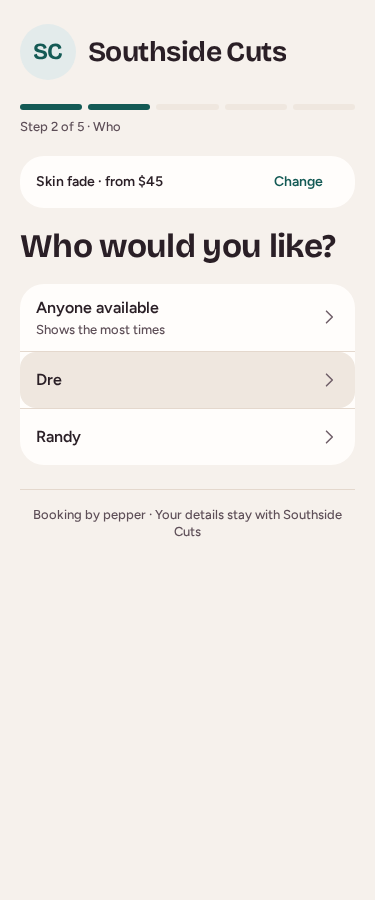 SC
Southside Cuts
Step 2 of 5 · Who
Skin fade · from $45
Change
Who would you like?
Anyone available
Shows the most times
Dre
Randy
Booking by pepper · Your details stay with Southside
Cuts